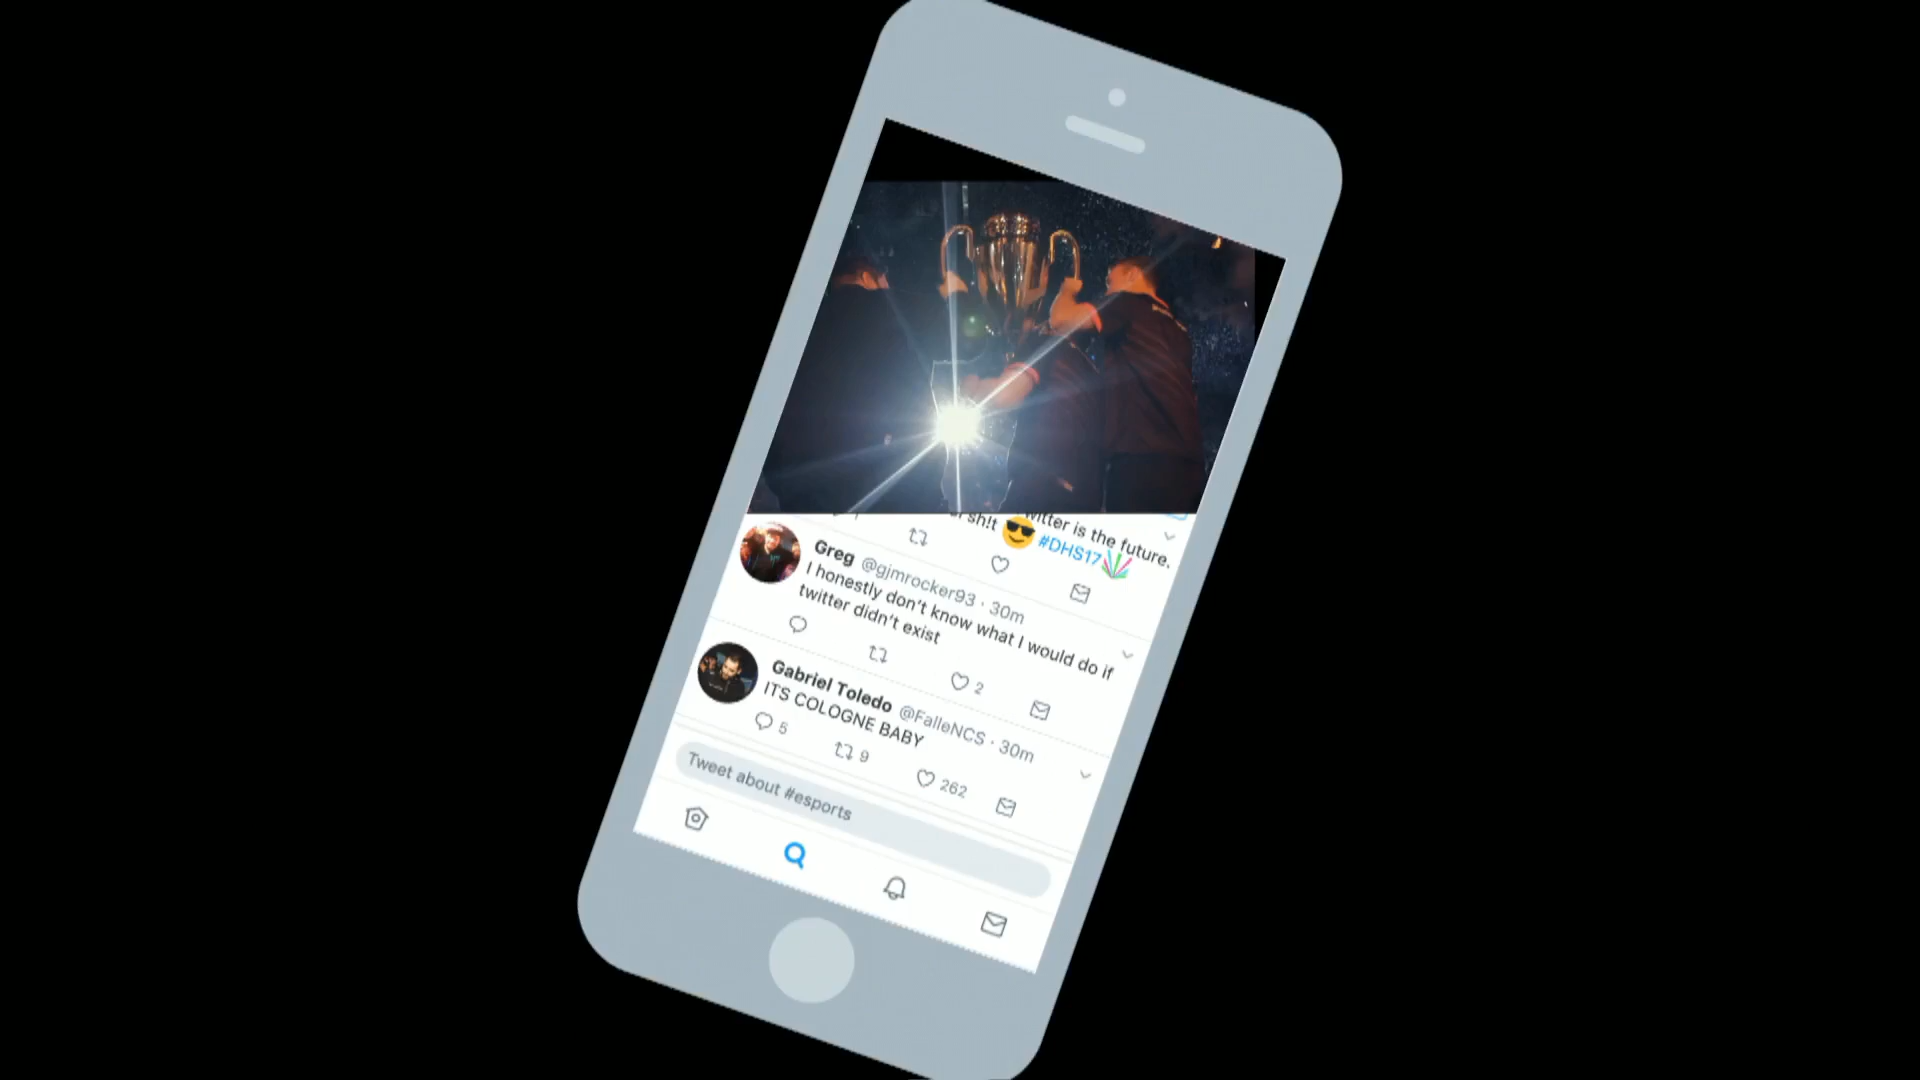 witter is the future.
sh!t 😎 #DHS17
Greg @gjmrocker93 · 30m
I honestly don't know what I would do if
twitter didn't exist
2
Gabriel Toledo @FalleNCS · 30m
ITS COLOGNE BABY
5 9 262
Tweet about #esports